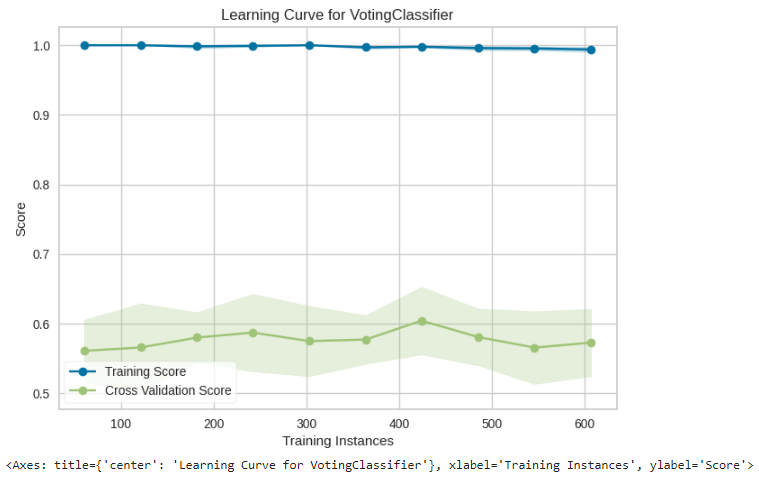 Learning Curve for VotingClassifier
1.0
0.9
0.8
0.7
0.6
0.5
Score
Training Score
Cross Validation Score
100 200 300 400 500 600
Training Instances
<Axes: title={'center': 'Learning Curve for VotingClassifier'}, xlabel='Training Instances', ylabel='Score'>